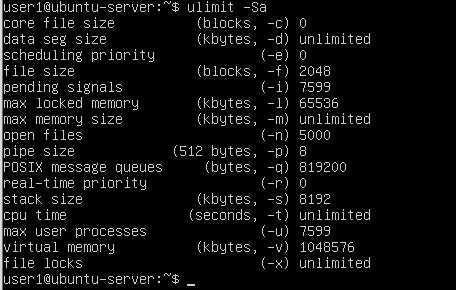 user1@ubuntu-server:~$ ulimit -Sa
core file size          (blocks, -c) 0
data seg size           (kbytes, -d) unlimited
scheduling priority             (-e) 0
file size               (blocks, -f) 2048
pending signals                 (-i) 7599
max locked memory       (kbytes, -l) 65536
max memory size         (kbytes, -m) unlimited
open files                      (-n) 5000
pipe size            (512 bytes, -p) 8
POSIX message queues     (bytes, -q) 819200
real-time priority              (-r) 0
stack size              (kbytes, -s) 8192
cpu time               (seconds, -t) unlimited
max user processes              (-u) 7599
virtual memory          (kbytes, -v) 1048576
file locks                      (-x) unlimited
user1@ubuntu-server:~$ _